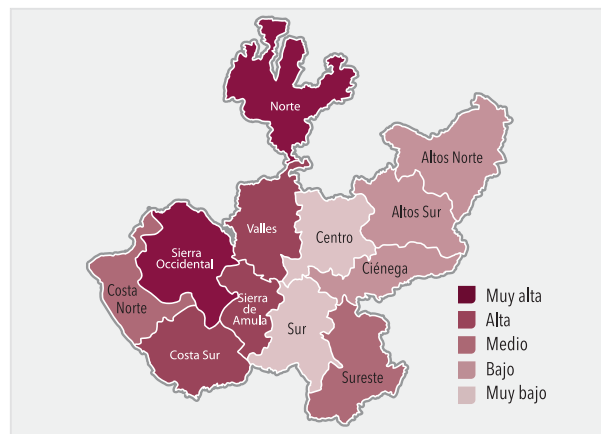 Norte
Altos Norte
Altos Sur
Valles
Centro
Sierra
Occidental
Ciénega
Costa
Norte
Sierra
de
Amula
Sur
Costa Sur
Sureste
Muy alta
Alta
Medio
Bajo
Muy bajo